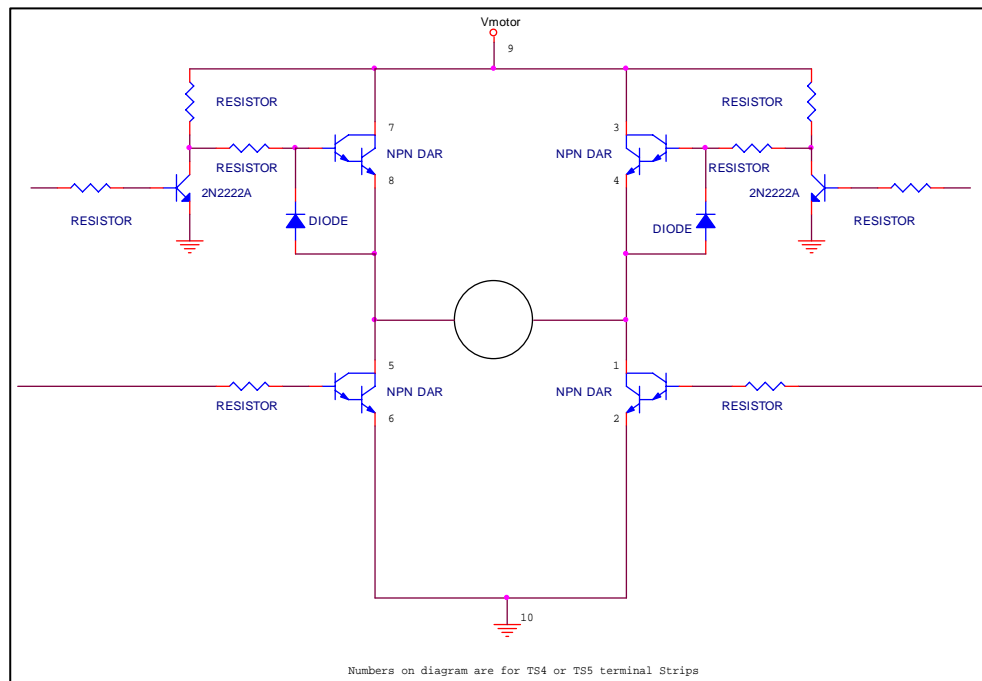 Vmotor
9
RESISTOR
RESISTOR
7
3
RESISTOR
NPN DAR
NPN DAR
RESISTOR
8
4
2N2222A
2N2222A
RESISTOR
DIODE
DIODE
RESISTOR
5
1
RESISTOR
NPN DAR
NPN DAR
RESISTOR
6
2
10
Numbers on diagram are for TS4 or TS5 terminal Strips